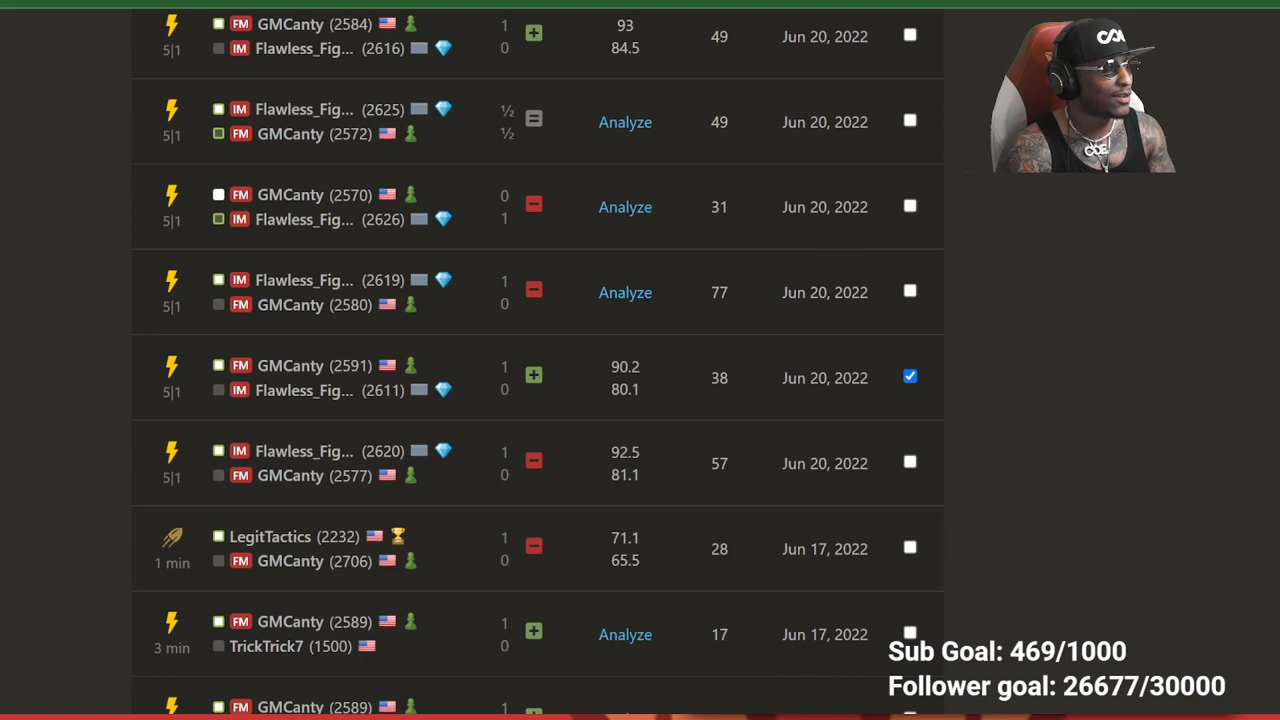 FM GMCanty (2584) 1 93
5|1 IM Flawless_Fig... (2616) 0 84.5 49 Jun 20, 2022
IM Flawless_Fig... (2625) ½
5|1 FM GMCanty (2572) ½ Analyze 49 Jun 20, 2022
FM GMCanty (2570) 0
5|1 IM Flawless_Fig... (2626) 1 Analyze 31 Jun 20, 2022
IM Flawless_Fig... (2619) 1
5|1 FM GMCanty (2580) 0 Analyze 77 Jun 20, 2022
FM GMCanty (2591) 1 90.2
5|1 IM Flawless_Fig... (2611) 0 80.1 38 Jun 20, 2022
IM Flawless_Fig... (2620) 1 92.5
5|1 FM GMCanty (2577) 0 81.1 57 Jun 20, 2022
LegitTactics (2232) 1 71.1
1 min FM GMCanty (2706) 0 65.5 28 Jun 17, 2022
FM GMCanty (2589) 1
3 min TrickTrick7 (1500) 0 Analyze 17 Jun 17, 2022
FM GMCanty (2589) 1
COE
Sub Goal: 469/1000
Follower goal: 26677/30000